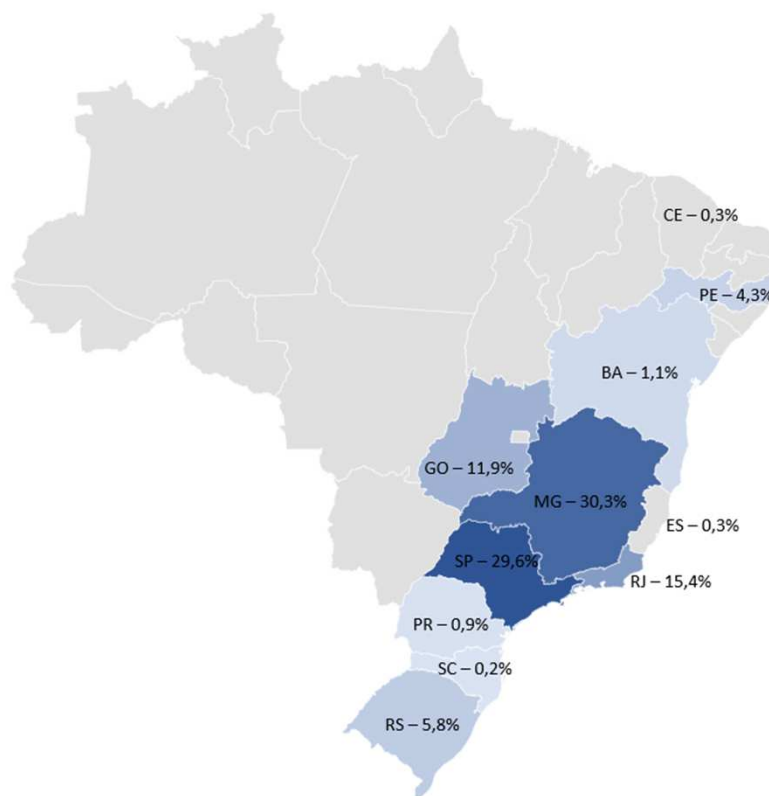 CE – 0,3%
PE – 4,3%
BA – 1,1%
GO – 11,9%
MG – 30,3%
ES – 0,3%
SP – 29,6%
RJ – 15,4%
PR – 0,9%
SC – 0,2%
RS – 5,8%